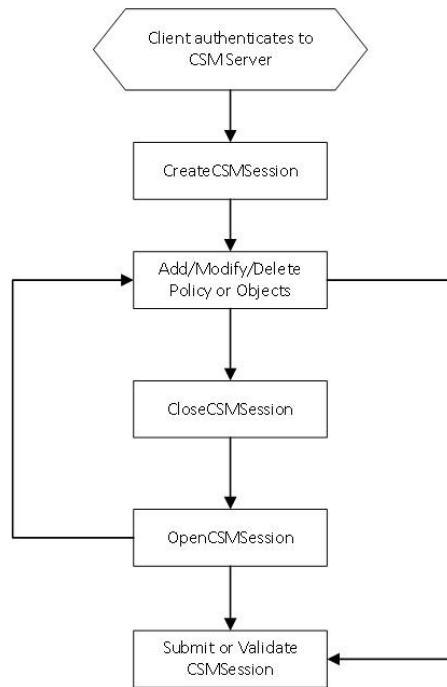 Client authenticates to
CSM Server
CreateCSMSession
Add/Modify/Delete
Policy or Objects
CloseCSMSession
OpenCSMSession
Submit or Validate
CSMSession